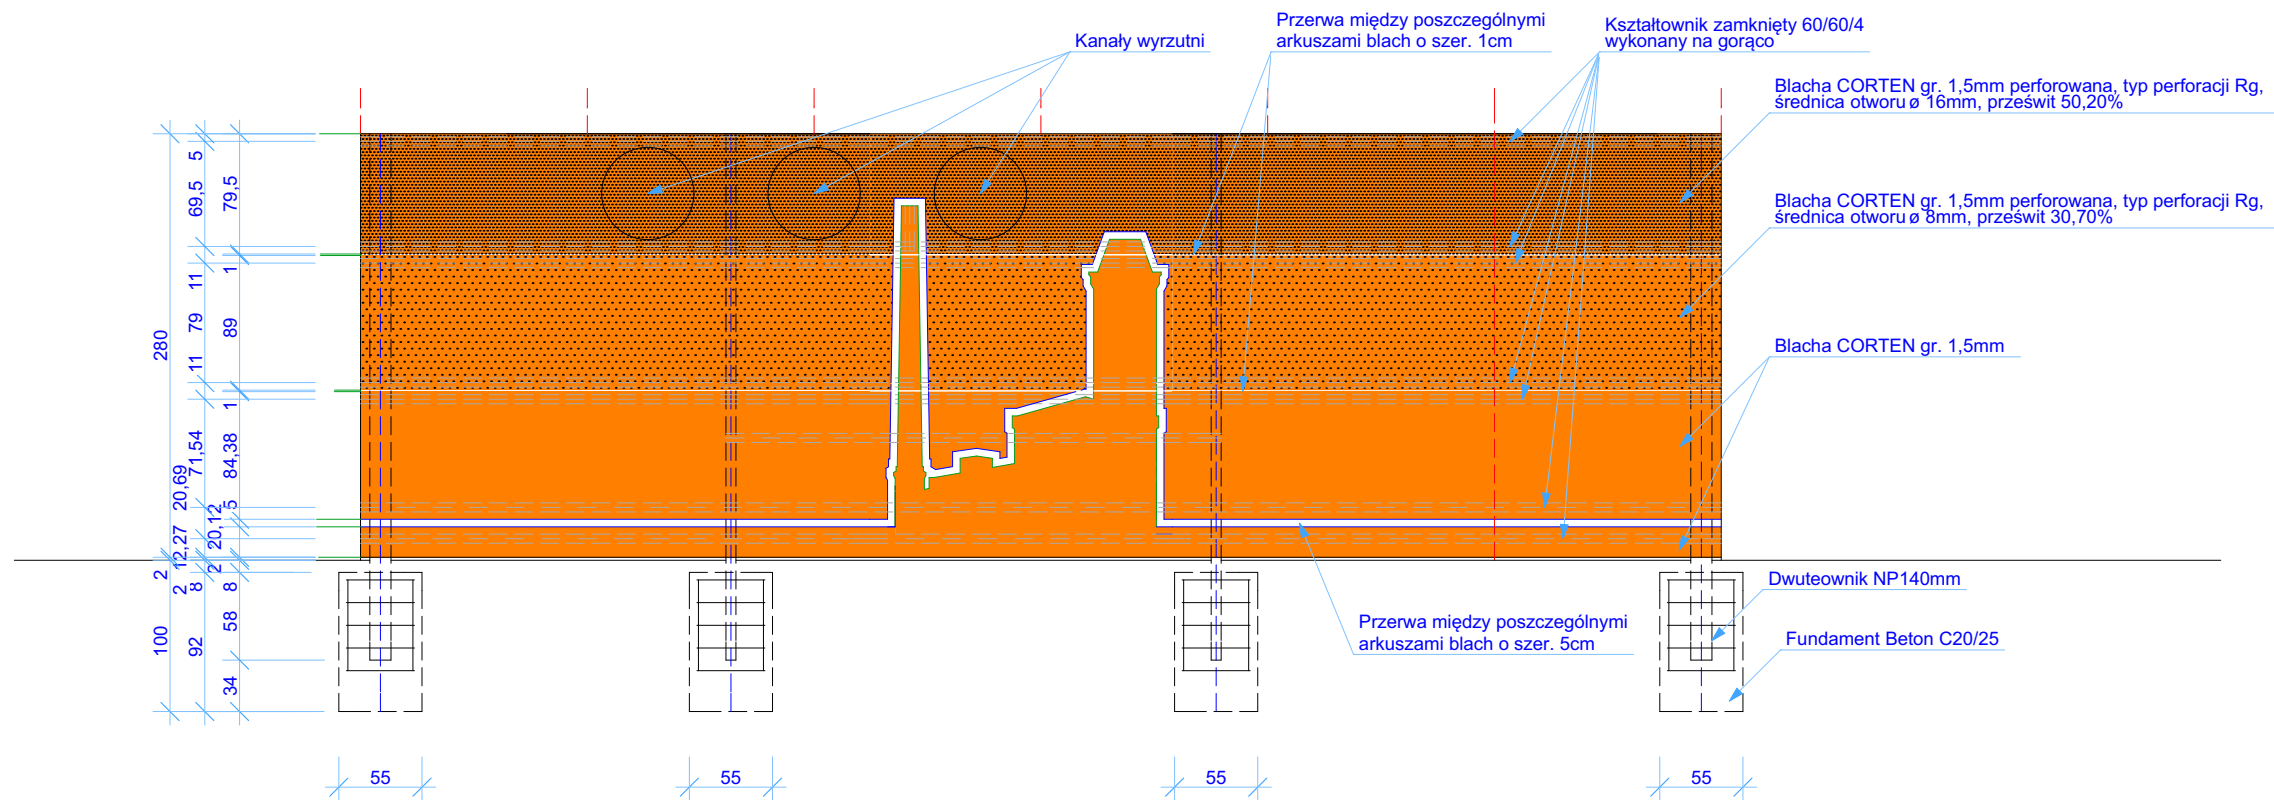 Przerwa między poszczególnymi
arkuszami blach o szer. 1cm
Kształtownik zamknięty 60/60/4
wykonany na gorąco
Kanały wyrzutni
Blacha CORTEN gr. 1,5mm perforowana, typ perforacji Rg,
średnica otworu ø 16mm, prześwit 50,20%
Blacha CORTEN gr. 1,5mm perforowana, typ perforacji Rg,
średnica otworu ø 8mm, prześwit 30,70%
Blacha CORTEN gr. 1,5mm
Dwuteownik NP140mm
Przerwa między poszczególnymi
arkuszami blach o szer. 5cm
Fundament Beton C20/25
280
2
100
5
69,5
11
79
11
71,54
20,69
12,27
2
8
92
79,5
1
89
1
84,38
5
20,12
2
8
58
34
55
55
55
55